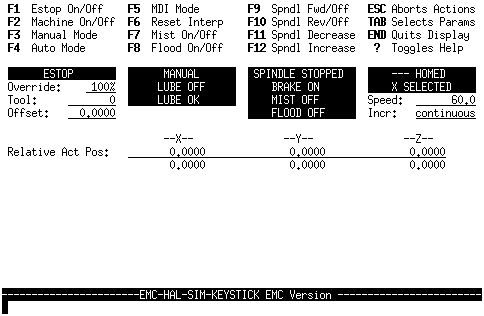 F1 Estop On/Off F5 MDI Mode F9 Spndl Fwd/Off ESC Aborts Actions
F2 Machine On/Off F6 Reset Interp F10 Spndl Rev/Off TAB Selects Params
F3 Manual Mode F7 Mist On/Off F11 Spndl Decrease END Quits Display
F4 Auto Mode F8 Flood On/Off F12 Spndl Increase ? Toggles Help
ESTOP MANUAL SPINDLE STOPPED --- HOMED
Override: 100% LUBE OFF BRAKE ON X SELECTED
Tool: 0 LUBE OK MIST OFF Speed: 60.0
Offset: 0.0000 FLOOD OFF Incr: continuous
--X-- --Y-- --Z--
Relative Act Pos: 0.0000 0.0000 0.0000
0.0000 0.0000 0.0000
-----------------------EMC-HAL-SIM-KEYSTICK EMC Version ------------------------